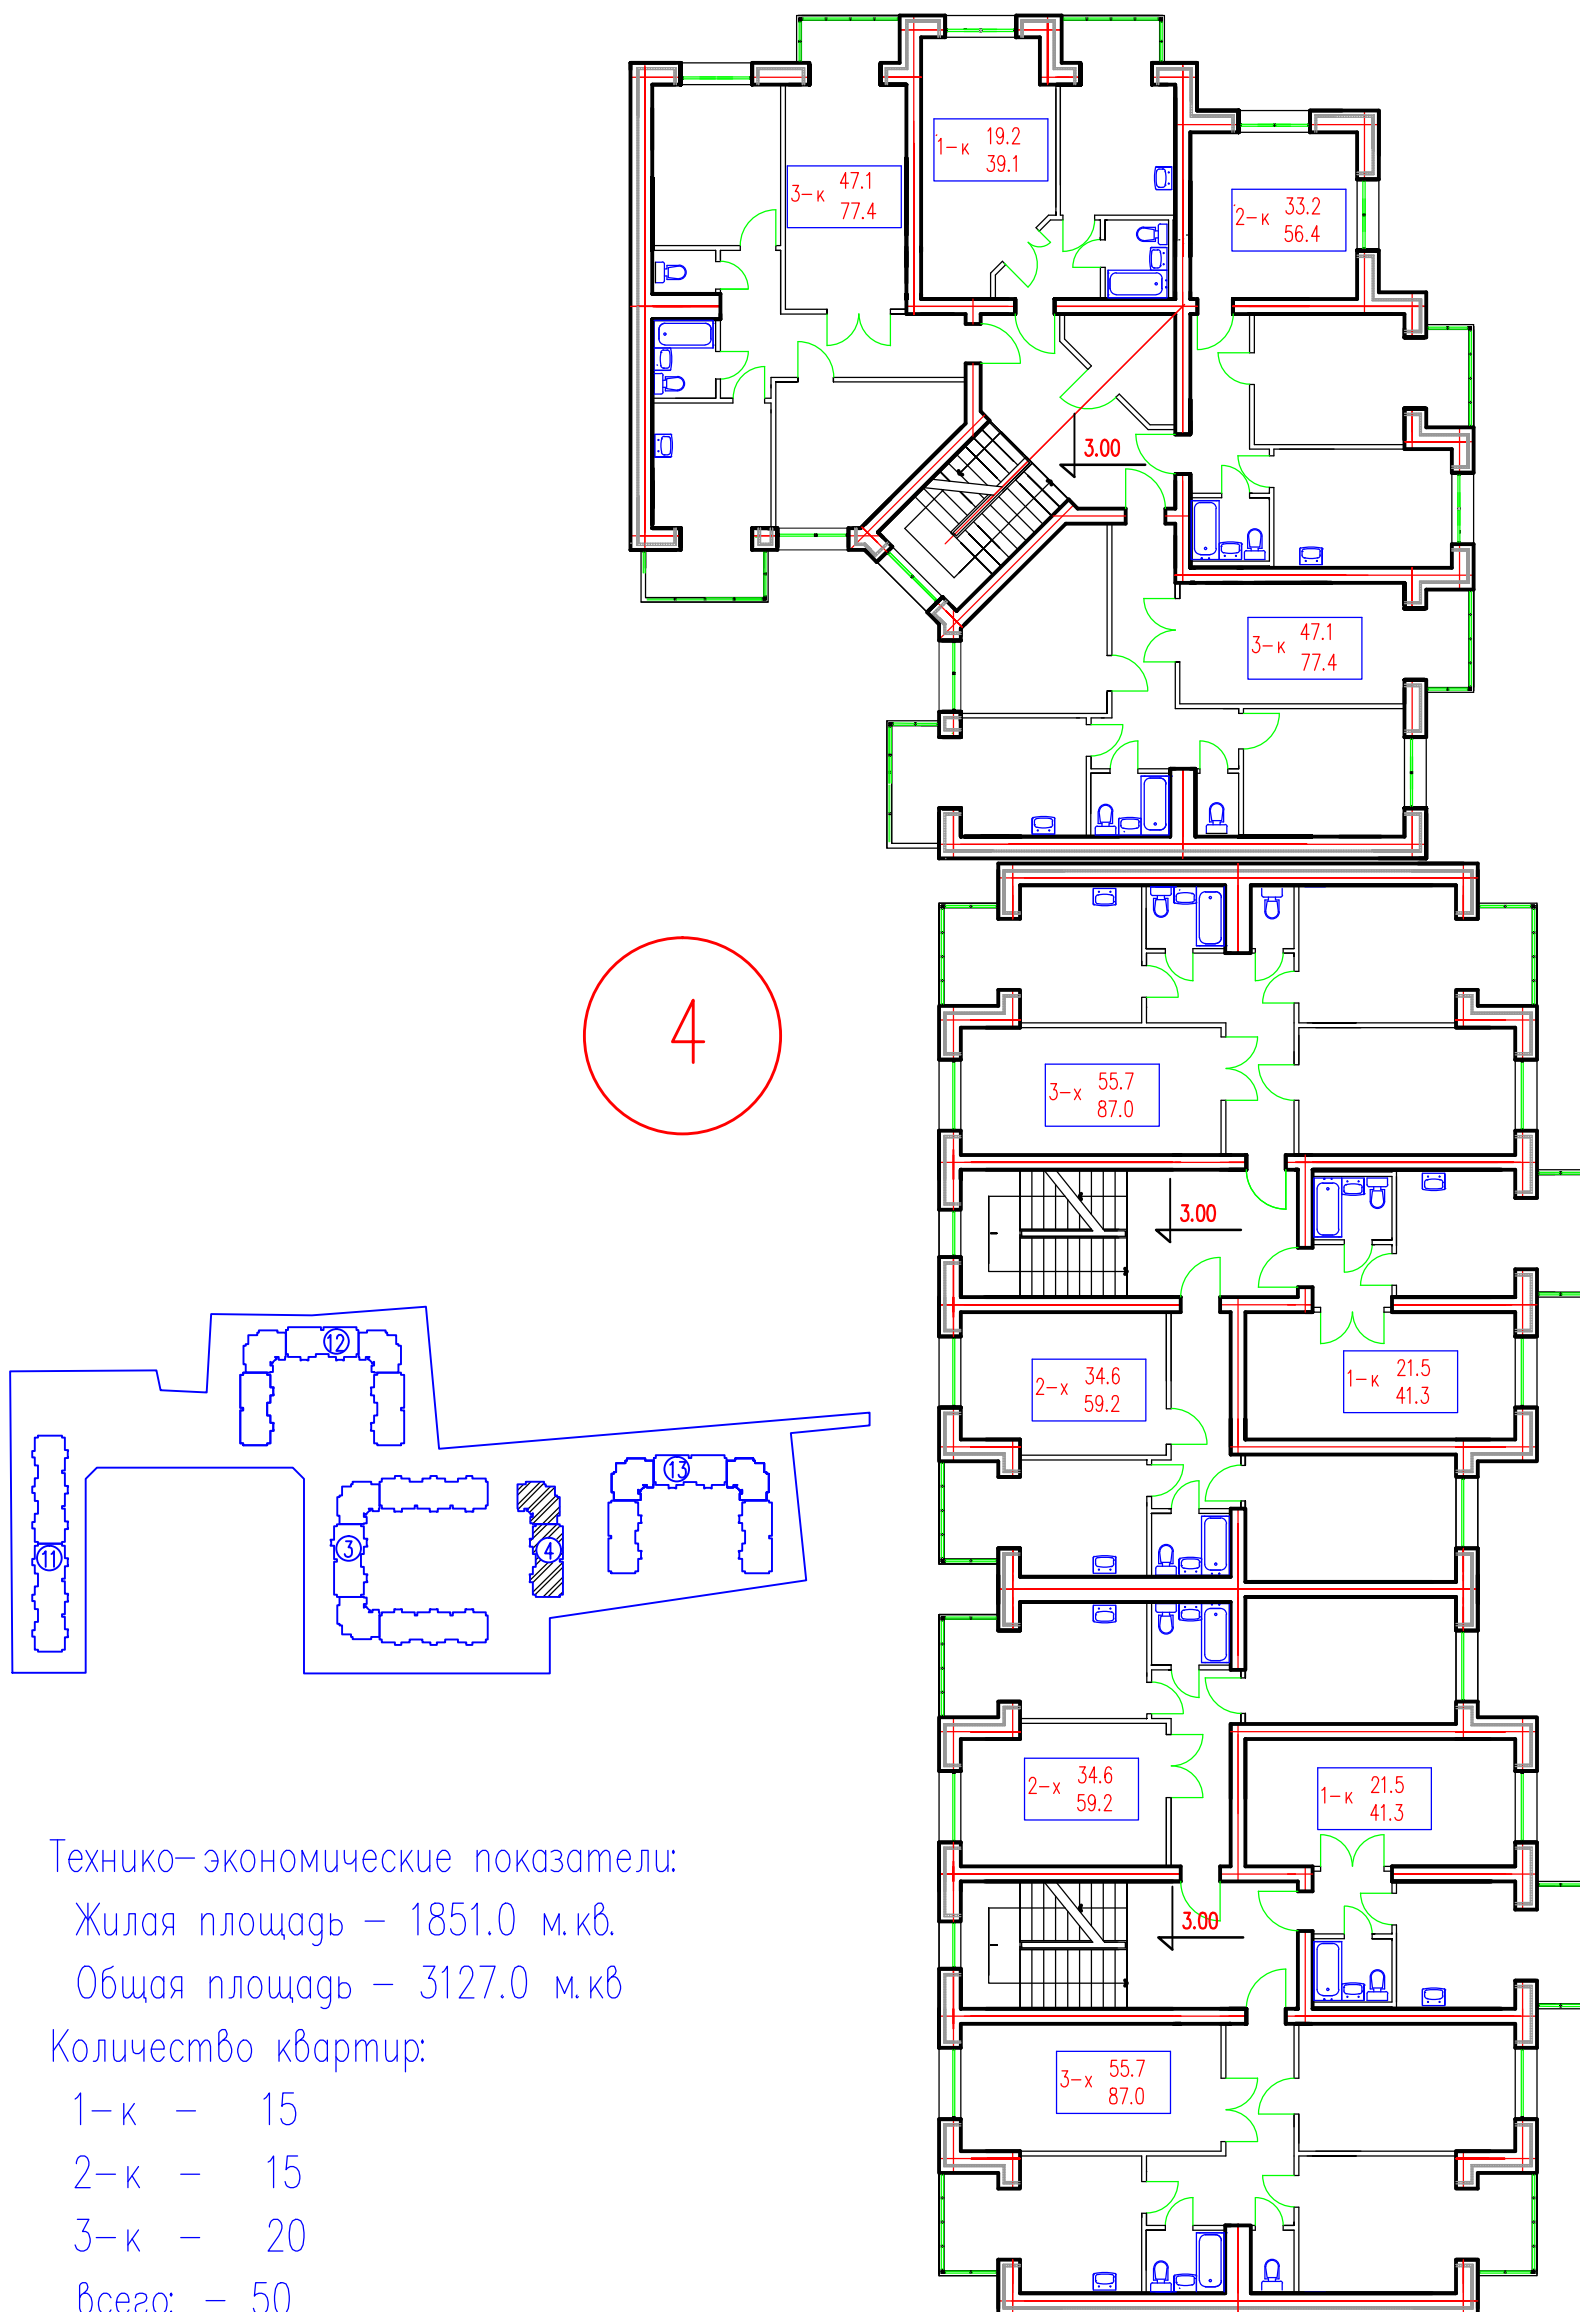 1-к 19.2
39.1
3-к 47.1
77.4
2-к 33.2
56.4
3.00
3-к 47.1
77.4
4
3-х 55.7
87.0
3.00
2-х 34.6
59.2
1-к 21.5
41.3
12
13
11
3
4
2-х 34.6
59.2
1-к 21.5
41.3
3.00
3-х 55.7
87.0
Технико-экономические показатели:
Жилая площадь - 1851.0 м.кв.
Общая площадь - 3127.0 м.кв
Количество квартир:
1-к - 15
2-к - 15
3-к - 20
всего: - 50